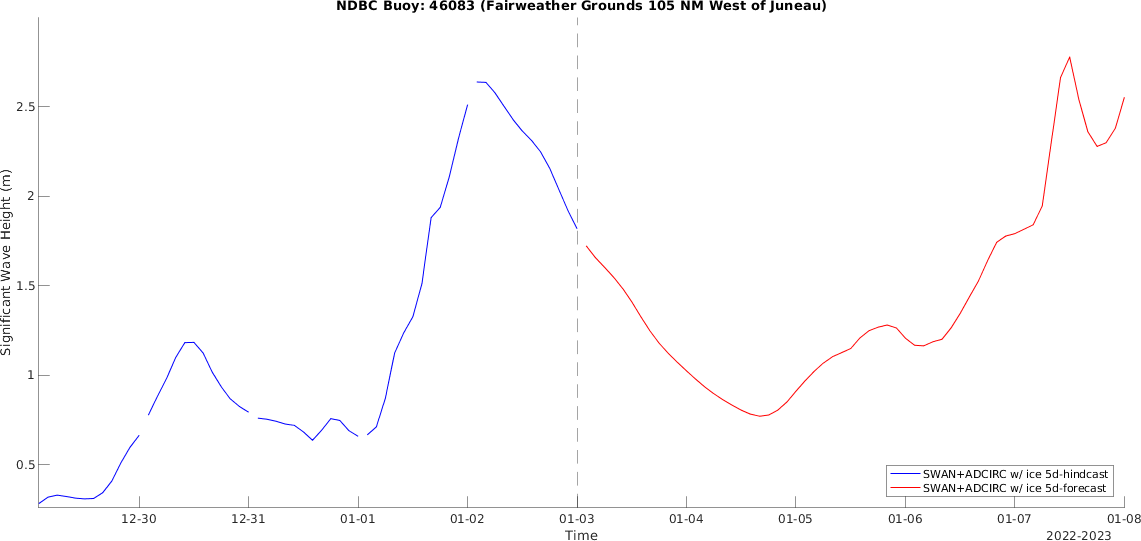 NDBC Buoy: 46083 (Fairweather Grounds 105 NM West of Juneau)
Significant Wave Height (m)
2.5
2
1.5
1
0.5
SWAN+ADCIRC w/ ice 5d-hindcast
SWAN+ADCIRC w/ ice 5d-forecast
12-30 12-31 01-01 01-02 01-03 01-04 01-05 01-06 01-07 01-08
Time
2022-2023